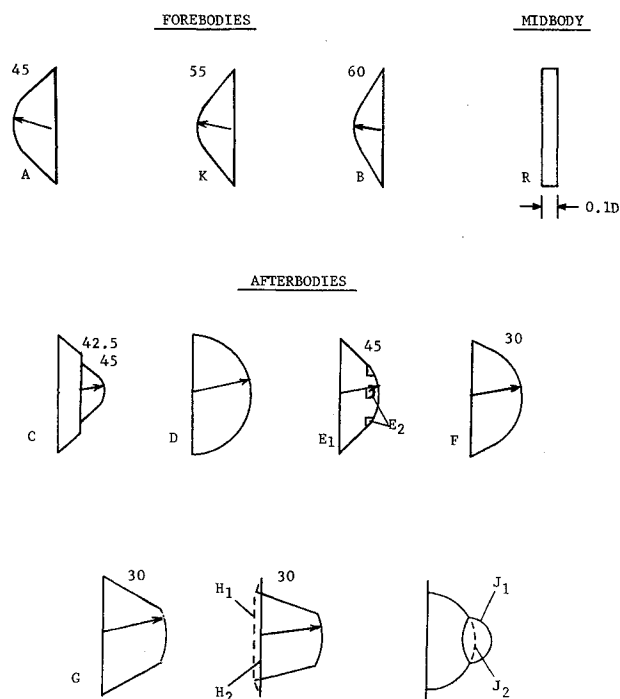 FOREBODIES
MIDBODY
45
55
60
A
K
B
R
0.1D
AFTERBODIES
42.5
45
45
30
C
D
E1
E2
F
30
30
G
H1
H2
J1
J2